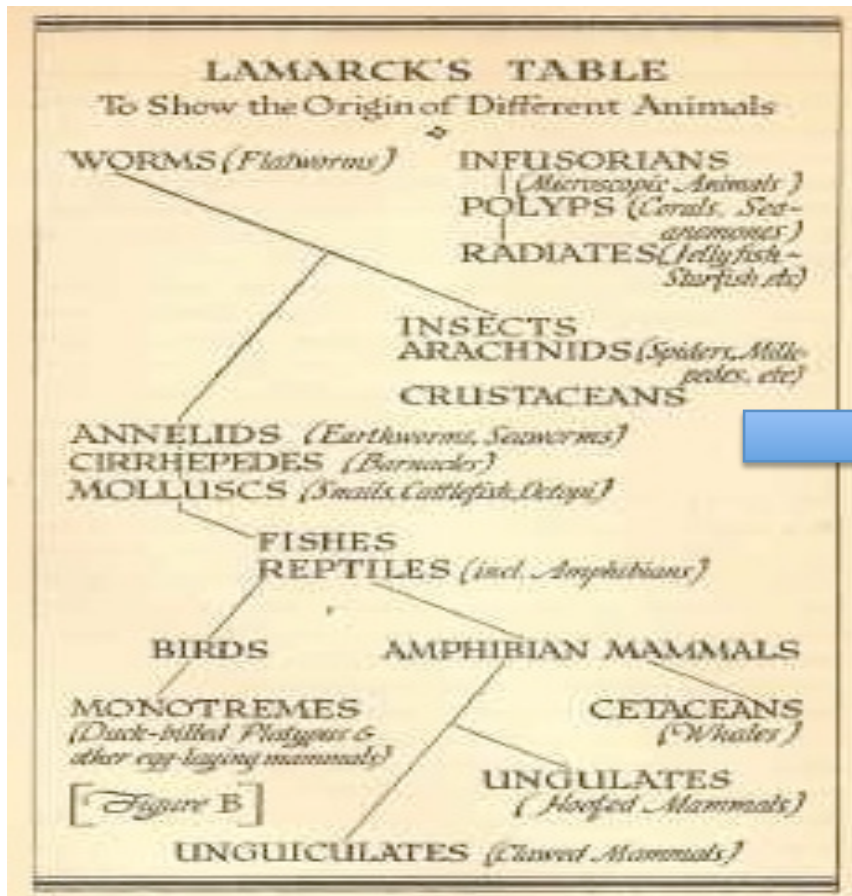 LAMARCK'S TABLE
To Show the Origin of Different Animals
WORMS (Flatworms)
INFUSORIANS
(Microscopic Animals)
POLYPS (Corals, Sea-
anemones)
RADIATES (Jellyfish-
Starfish, etc)
INSECTS
ARACHNIDS (Spiders, Mille-
pedes, etc)
CRUSTACEANS
ANNELIDS (Earthworms, Seaworms)
CIRRHEPEDES (Barnacles)
MOLLUSCS (Snails, Cuttlefish, Octopi)
FISHES
REPTILES (incl. Amphibians)
BIRDS
AMPHIBIAN MAMMALS
MONOTREMES
(Duck-billed Platypus &
other egg-laying mammals)
CETACEANS
(Whales)
UNGULATES
(Hoofed Mammals)
[Figure B]
UNGUICULATES (Clawed Mammals)